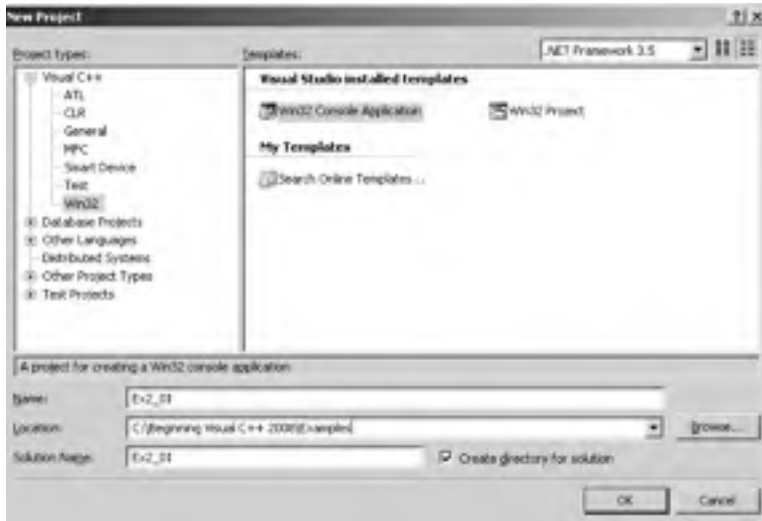 New Project
Project types:
Templates:
.NET Framework 3.5
Visual C++
ATL
CLR
General
MFC
Smart Device
Test
Win32
Database Projects
Other Languages
Distributed Systems
Other Project Types
Test Projects
Visual Studio installed templates
Win32 Console Application
Win32 Project
My Templates
Search Online Templates...
A project for creating a Win32 console application
Name:
Ex2_01
Location:
C:\Beginning Visual C++ 2008\Examples
Browse...
Solution Name:
Ex2_01
Create directory for solution
OK
Cancel